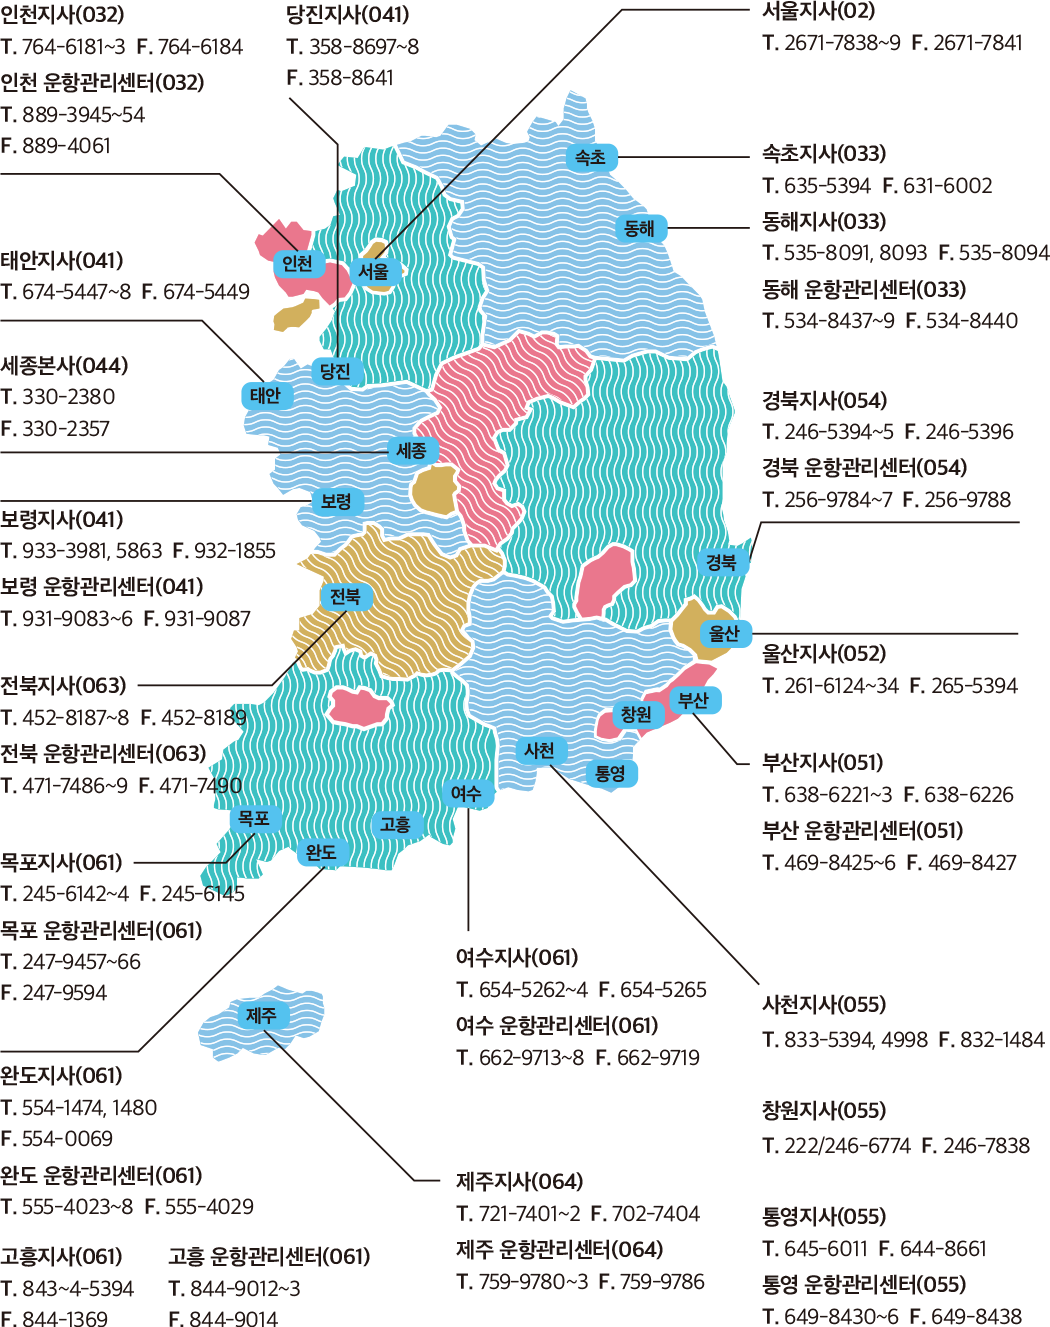 인천지사(032)
T. 764-6181~3 F. 764-6184
인천 운항관리센터(032)
T. 889-3945~54
F. 889-4061
당진지사(041)
T. 358-8697~8
F. 358-8641
서울지사(02)
T. 2671-7838~9 F. 2671-7841
속초지사(033)
T. 635-5394 F. 631-6002
동해지사(033)
T. 535-8091, 8093 F. 535-8094
동해 운항관리센터(033)
T. 534-8437~9 F. 534-8440
태안지사(041)
T. 674-5447~8 F. 674-5449
세종본사(044)
T. 330-2380
F. 330-2357
경북지사(054)
T. 246-5394~5 F. 246-5396
경북 운항관리센터(054)
T. 256-9784~7 F. 256-9788
보령지사(041)
T. 933-3981, 5863 F. 932-1855
보령 운항관리센터(041)
T. 931-9083~6 F. 931-9087
울산지사(052)
T. 261-6124~34 F. 265-5394
전북지사(063)
T. 452-8187~8 F. 452-8189
전북 운항관리센터(063)
T. 471-7486~9 F. 471-7490
부산지사(051)
T. 638-6221~3 F. 638-6226
부산 운항관리센터(051)
T. 469-8425~6 F. 469-8427
목포지사(061)
T. 245-6142~4 F. 245-6145
목포 운항관리센터(061)
T. 247-9457~66
F. 247-9594
여수지사(061)
T. 654-5262~4 F. 654-5265
여수 운항관리센터(061)
T. 662-9713~8 F. 662-9719
사천지사(055)
T. 833-5394, 4998 F. 832-1484
완도지사(061)
T. 554-1474, 1480
F. 554-0069
완도 운항관리센터(061)
T. 555-4023~8 F. 555-4029
창원지사(055)
T. 222/246-6774 F. 246-7838
제주지사(064)
T. 721-7401~2 F. 702-7404
제주 운항관리센터(064)
T. 759-9780~3 F. 759-9786
통영지사(055)
T. 645-6011 F. 644-8661
통영 운항관리센터(055)
T. 649-8430~6 F. 649-8438
고흥지사(061)
T. 843~4-5394
F. 844-1369
고흥 운항관리센터(061)
T. 844-9012~3
F. 844-9014
속초
동해
인천
서울
당진
태안
세종
보령
경북
전북
울산
부산
창원
사천
통영
여수
목포
고흥
완도
제주